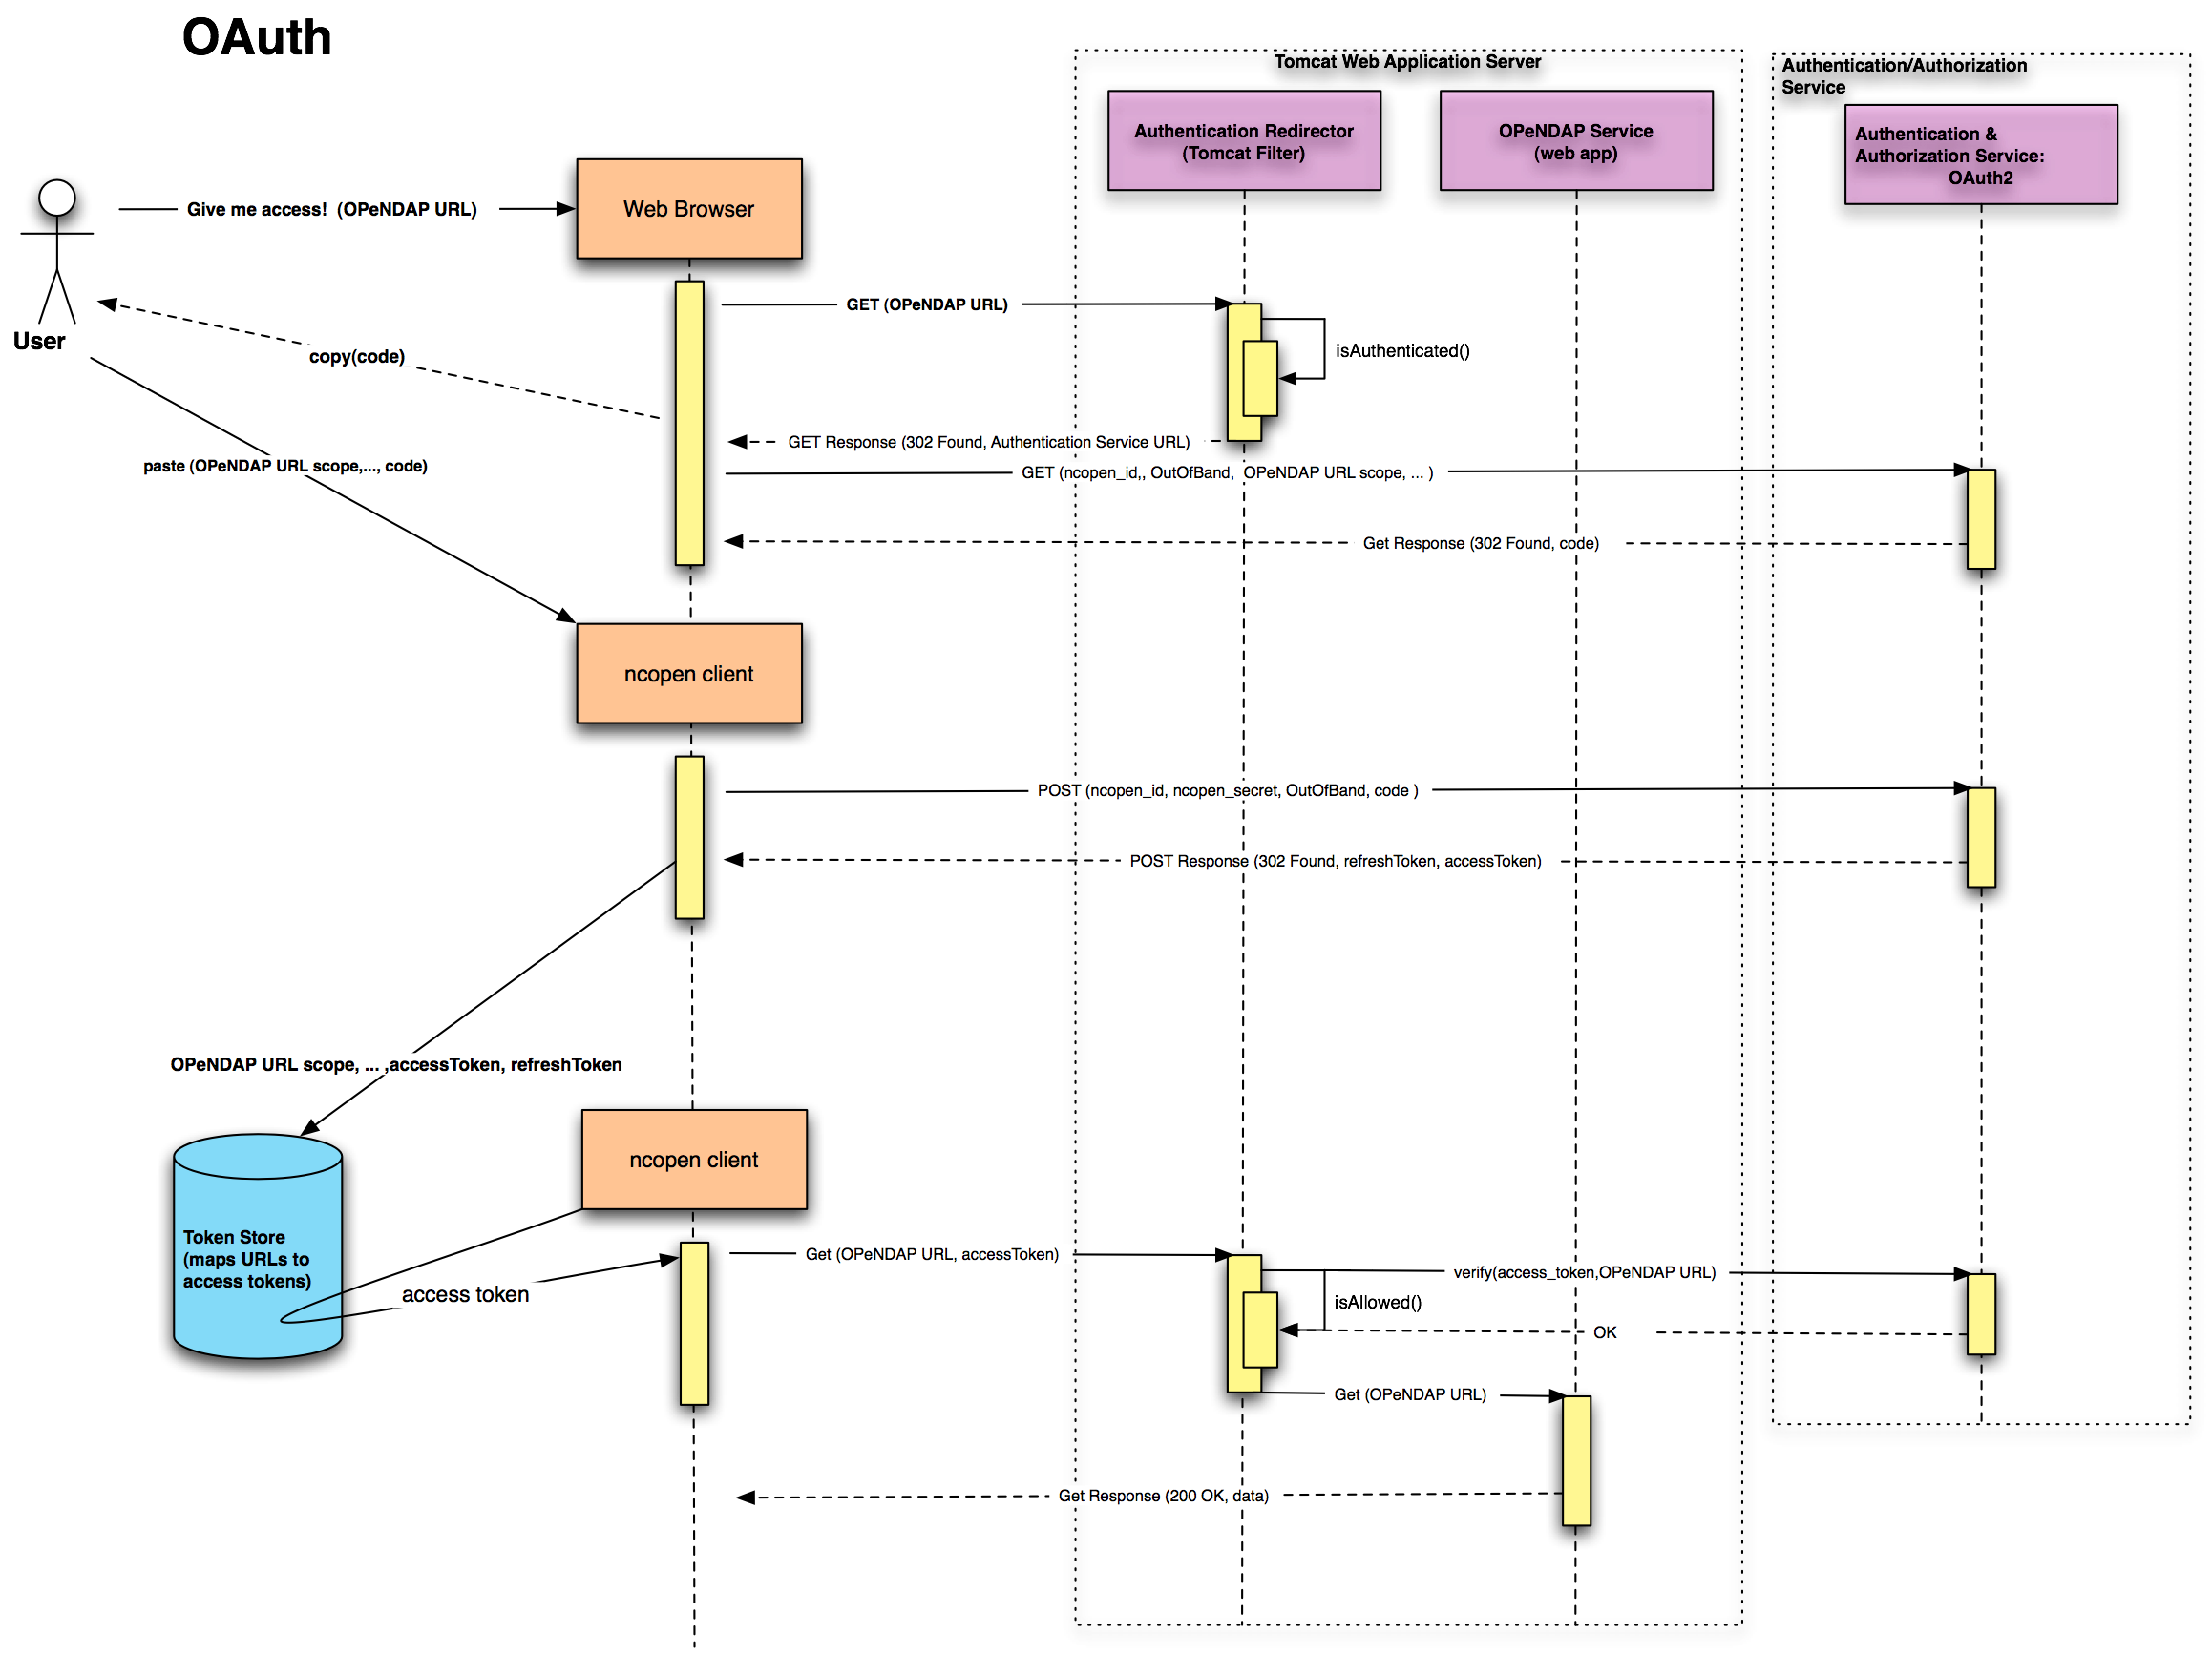 OAuth
Tomcat Web Application Server
Authentication/Authorization
Service
Authentication Redirector
(Tomcat Filter)
OPeNDAP Service
(web app)
Authentication &
Authorization Service:
OAuth2
Give me access!  (OPeNDAP URL)
Web Browser
User
GET (OPeNDAP URL)
isAuthenticated()
copy(code)
GET Response (302 Found, Authentication Service URL)
paste (OPeNDAP URL scope,..., code)
GET (ncopen_id,, OutOfBand,  OPeNDAP URL scope, ... )
Get Response (302 Found, code)
ncopen client
POST (ncopen_id, ncopen_secret, OutOfBand, code )
POST Response (302 Found, refreshToken, accessToken)
OPeNDAP URL scope, ... ,accessToken, refreshToken
ncopen client
Token Store
(maps URLs to
access tokens)
access token
Get (OPeNDAP URL, accessToken)
verify(access_token,OPeNDAP URL)
isAllowed()
OK
Get (OPeNDAP URL)
Get Response (200 OK, data)